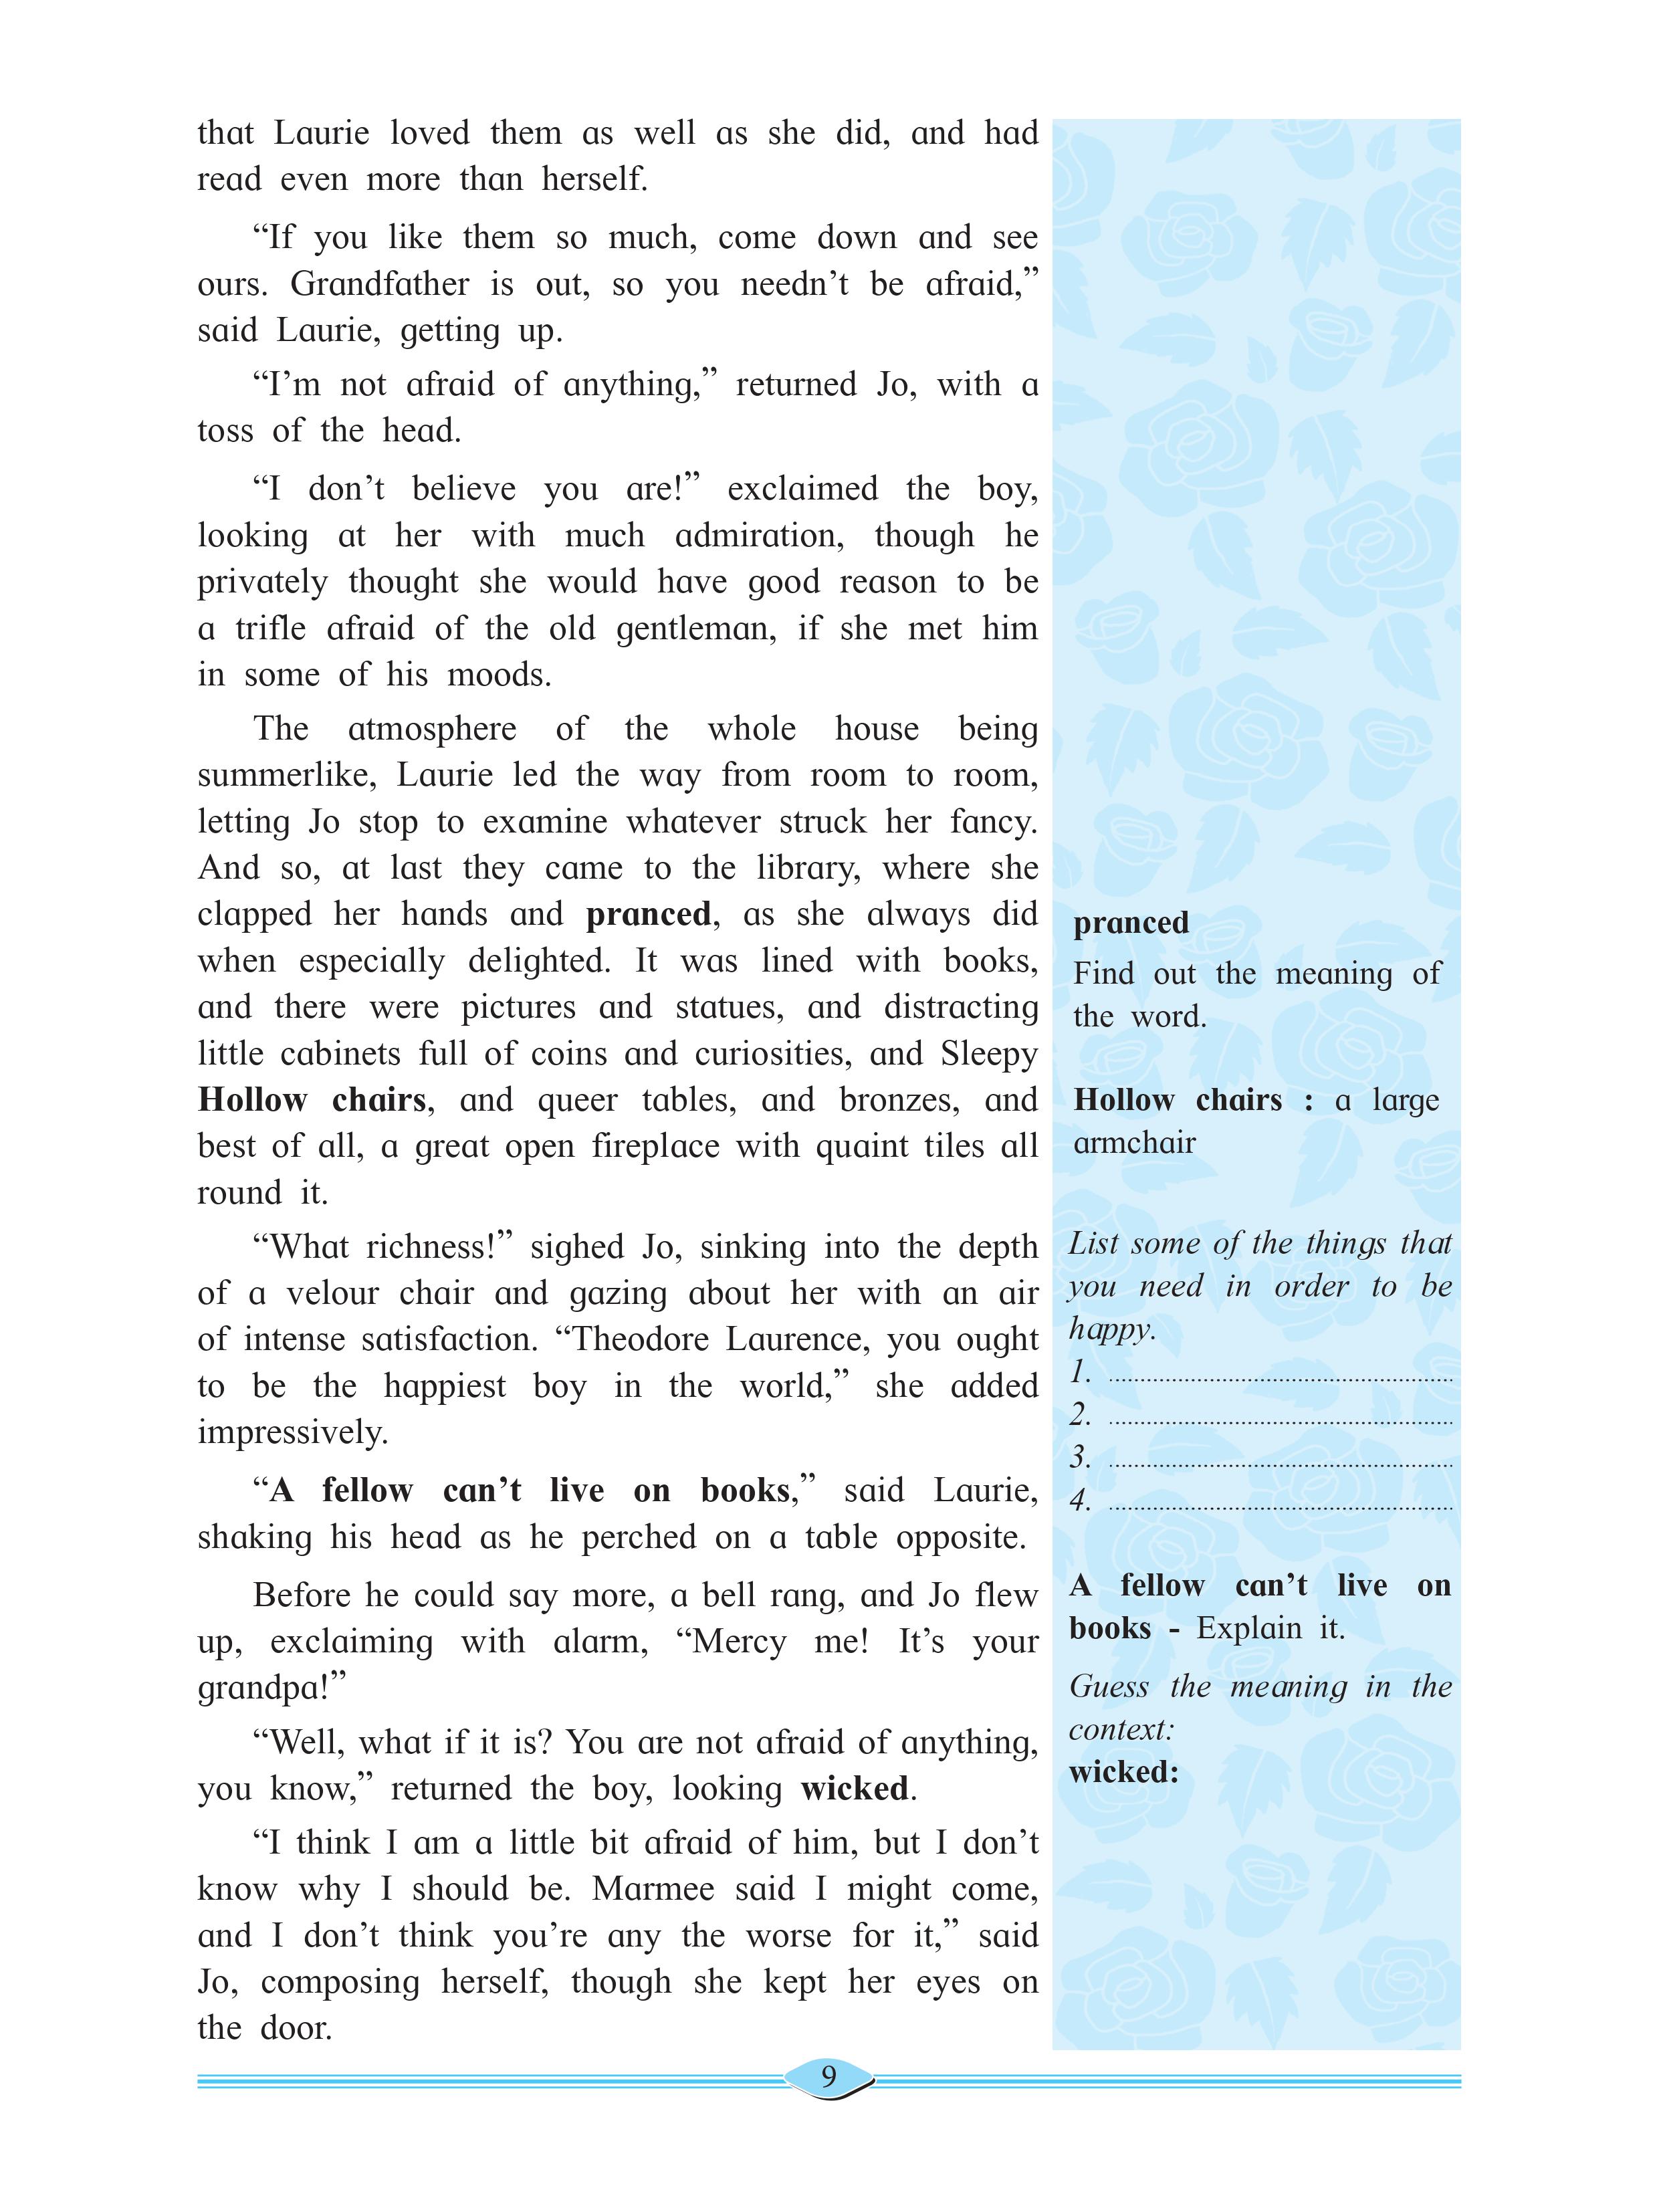 that Laurie loved them as well as she did, and had
read even more than herself.
“If you like them so much, come down and see
ours. Grandfather is out, so you needn’t be afraid,”
said Laurie, getting up.
“I’m not afraid of anything,” returned Jo, with a
toss of the head.
“I don’t believe you are!” exclaimed the boy,
looking at her with much admiration, though he
privately thought she would have good reason to be
a trifle afraid of the old gentleman, if she met him
in some of his moods.
The atmosphere of the whole house being
summerlike, Laurie led the way from room to room,
letting Jo stop to examine whatever struck her fancy.
And so, at last they came to the library, where she
clapped her hands and pranced, as she always did
when especially delighted. It was lined with books,
and there were pictures and statues, and distracting
little cabinets full of coins and curiosities, and Sleepy
Hollow chairs, and queer tables, and bronzes, and
best of all, a great open fireplace with quaint tiles all
round it.
“What richness!” sighed Jo, sinking into the depth
of a velour chair and gazing about her with an air
of intense satisfaction. “Theodore Laurence, you ought
to be the happiest boy in the world,” she added
impressively.
“A fellow can’t live on books,” said Laurie,
shaking his head as he perched on a table opposite.
Before he could say more, a bell rang, and Jo flew
up, exclaiming with alarm, “Mercy me! It’s your
grandpa!”
“Well, what if it is? You are not afraid of anything,
you know,” returned the boy, looking wicked.
“I think I am a little bit afraid of him, but I don’t
know why I should be. Marmee said I might come,
and I don’t think you’re any the worse for it,” said
Jo, composing herself, though she kept her eyes on
the door.
pranced
Find out the meaning of
the word.
Hollow chairs : a large
armchair
List some of the things that
you need in order to be
happy.
1. ........................................................
2. ........................................................
3. ........................................................
4. ........................................................
A fellow can’t live on
books - Explain it.
Guess the meaning in the
context:
wicked:
9